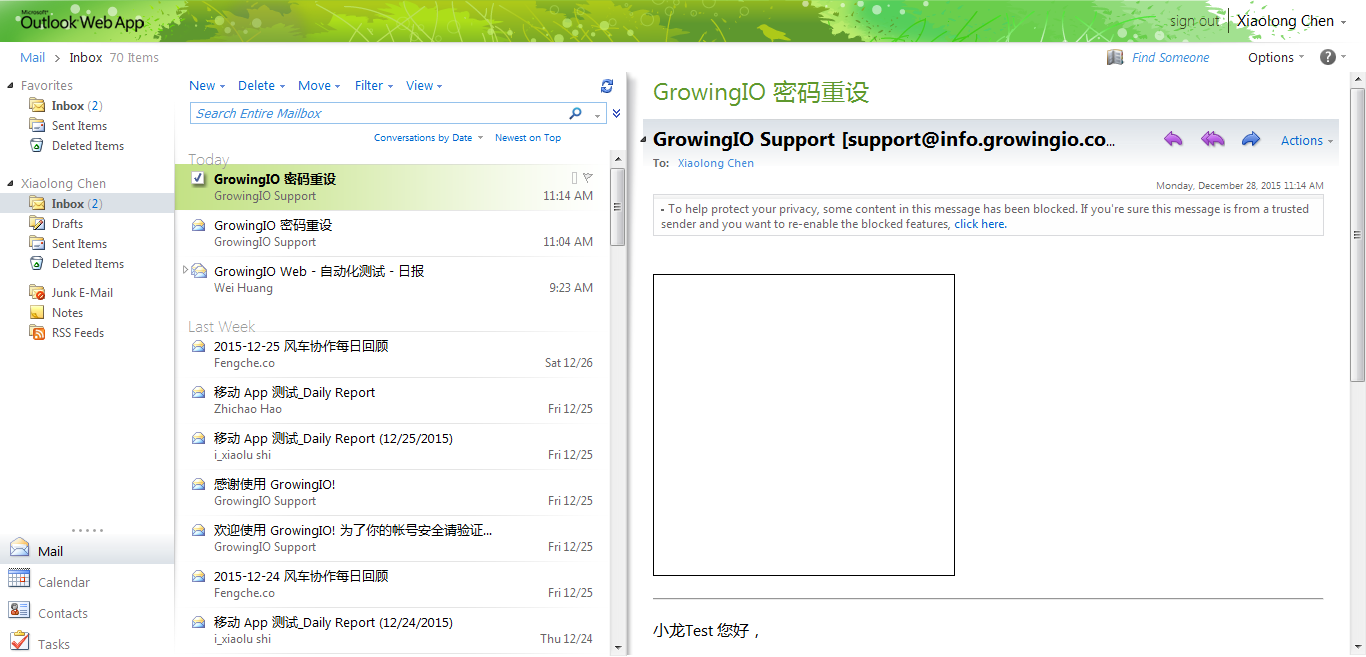 Microsoft®
Outlook Web App
sign out Xiaolong Chen
Mail > Inbox 70 Items
Find Someone Options
Favorites
Inbox (2)
Sent Items
Deleted Items
Xiaolong Chen
Inbox (2)
Drafts
Sent Items
Deleted Items
Junk E-Mail
Notes
RSS Feeds
Mail
Calendar
Contacts
Tasks
New Delete Move Filter View
Search Entire Mailbox
Conversations by Date Newest on Top
Today
GrowingIO 密码重设
GrowingIO Support 11:14 AM
GrowingIO 密码重设
GrowingIO Support 11:04 AM
GrowingIO Web - 自动化测试 - 日报
Wei Huang 9:23 AM
Last Week
2015-12-25 风车协作每日回顾
Fengche.co Sat 12/26
移动 App 测试_Daily Report
Zhichao Hao Fri 12/25
移动 App 测试_Daily Report (12/25/2015)
i_xiaolu shi Fri 12/25
感谢使用 GrowingIO!
GrowingIO Support Fri 12/25
欢迎使用 GrowingIO! 为了你的帐号安全请验证...
GrowingIO Support Fri 12/25
2015-12-24 风车协作每日回顾
Fengche.co Fri 12/25
移动 App 测试_Daily Report (12/24/2015)
i_xiaolu shi Thu 12/24
GrowingIO 密码重设
GrowingIO Support [support@info.growingio.co... Actions
To: Xiaolong Chen
Monday, December 28, 2015 11:14 AM
- To help protect your privacy, some content in this message has been blocked. If you're sure this message is from a trusted
sender and you want to re-enable the blocked features, click here.
小龙Test 您好，